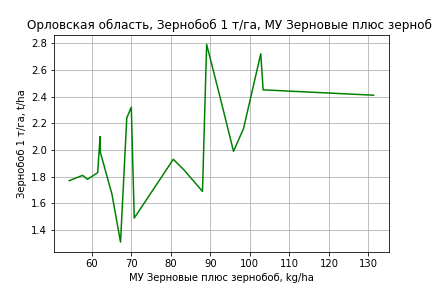 Орловская область, Зернобоб 1 т/га, МУ Зерновые плюс зерноб
2.8
2.6
2.4
2.2
2.0
1.8
1.6
1.4
Зернобоб 1 т/га, t/ha
60 70 80 90 100 110 120 130
МУ Зерновые плюс зернобоб, kg/ha